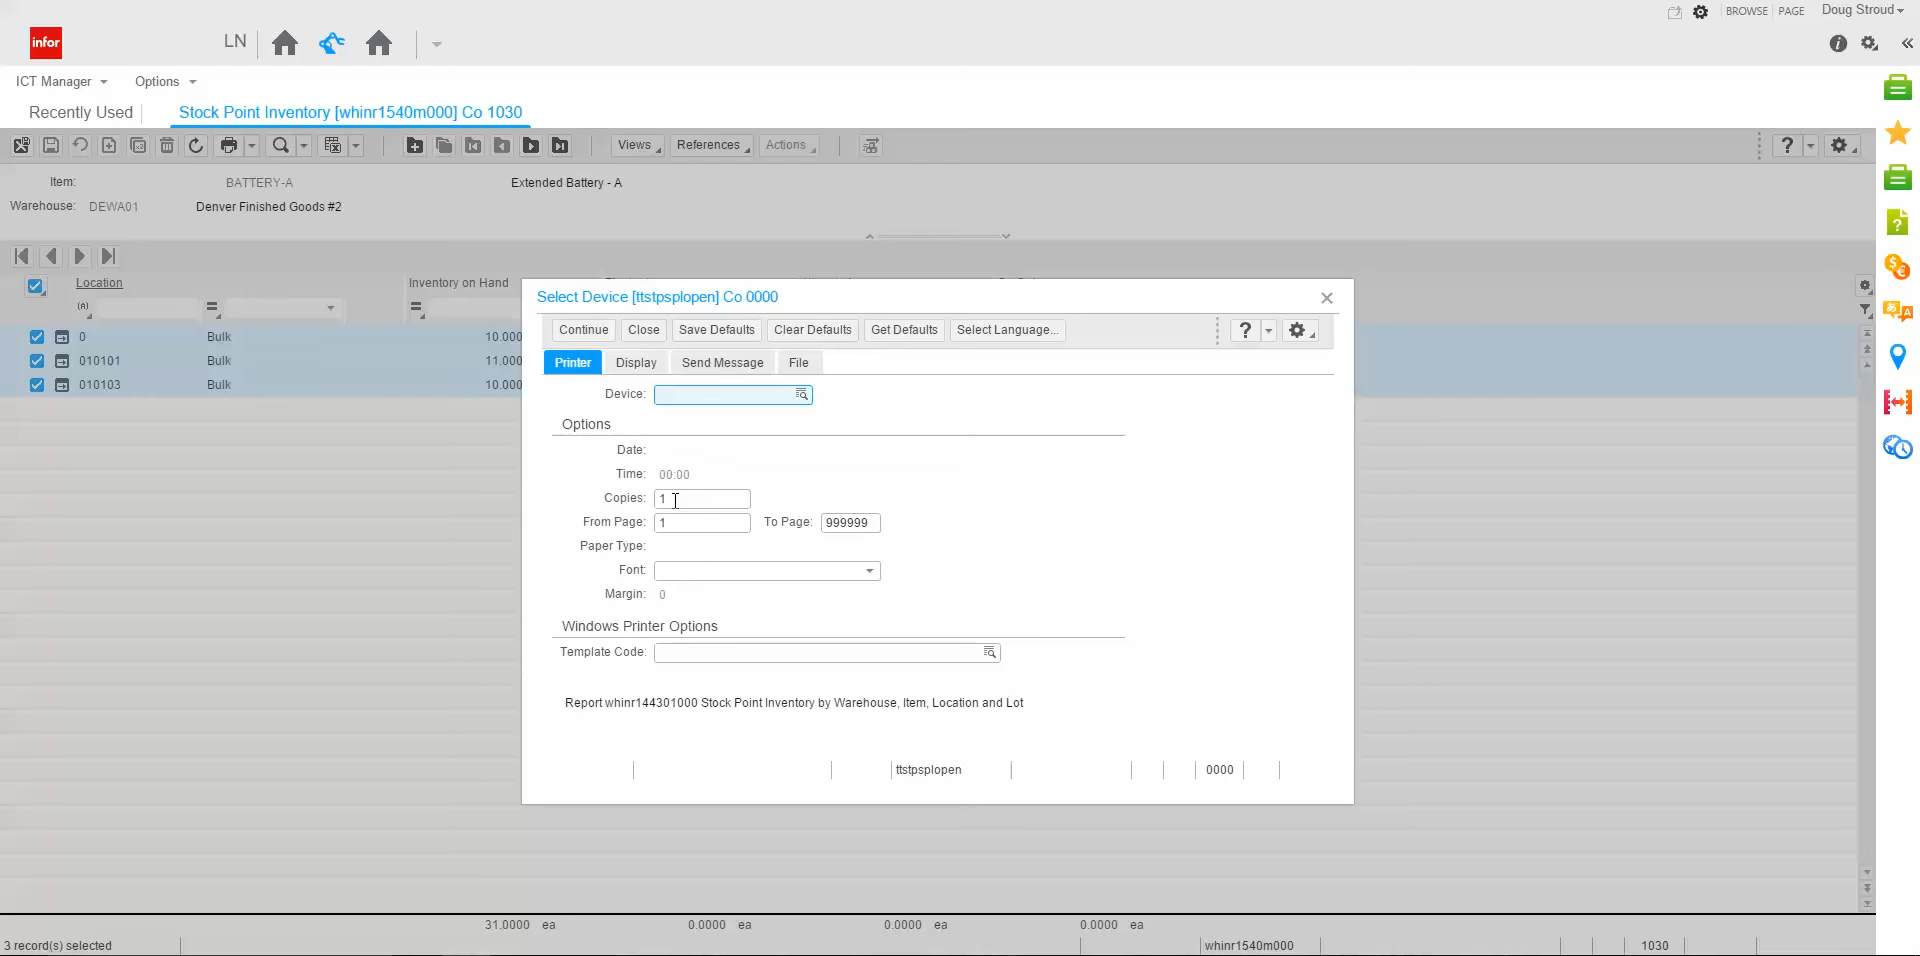 BROWSE PAGE Doug Stroud
infor LN
ICT Manager Options
Recently Used Stock Point Inventory [whinr1540m000] Co 1030
Views References Actions ?
Item: BATTERY-A Extended Battery - A
Warehouse: DEWA01 Denver Finished Goods #2
Location Inventory on Hand
0 Bulk 10.000
010101 Bulk 11.000
010103 Bulk 10.000
Select Device [ttstpsplopen] Co 0000
Continue Close Save Defaults Clear Defaults Get Defaults Select Language... ?
Printer Display Send Message File
Device:
Options
Date:
Time: 00:00
Copies: 1
From Page: 1 To Page: 999999
Paper Type:
Font:
Margin: 0
Windows Printer Options
Template Code:
Report whinr144301000 Stock Point Inventory by Warehouse, Item, Location and Lot
ttstpsplopen 0000
31.0000 ea 0.0000 ea 0.0000 ea 0.0000 ea
3 record(s) selected whinr1540m000 1030